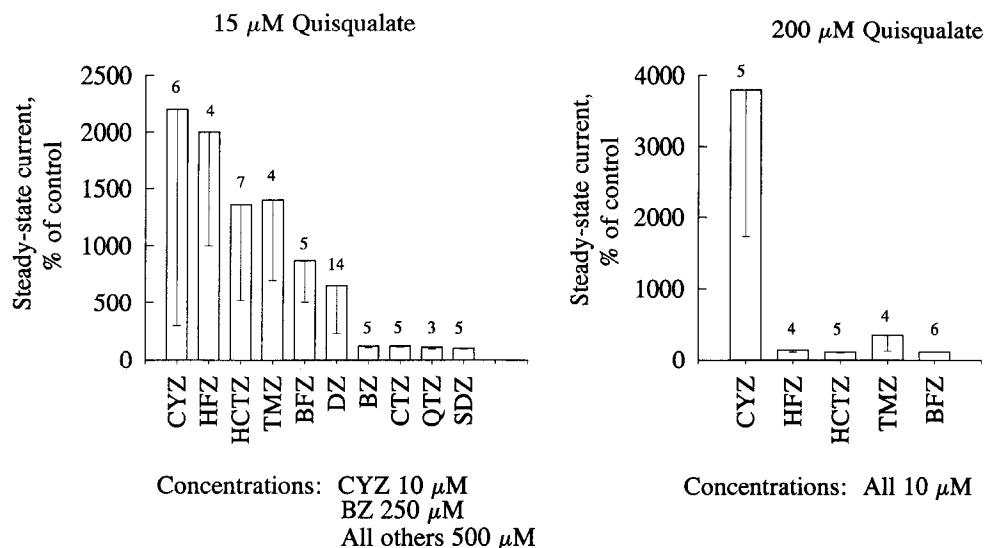 15 μM Quisqualate
Steady-state current,
% of control
2500
2000
1500
1000
500
0
6
4
7
4
5
14
5
5
3
5
CYZ
HFZ
HCTZ
TMZ
BFZ
DZ
BZ
CTZ
QTZ
SDZ
Concentrations: CYZ 10 μM
BZ 250 μM
All others 500 μM
200 μM Quisqualate
Steady-state current,
% of control
4000
3000
2000
1000
0
5
4
5
4
6
CYZ
HFZ
HCTZ
TMZ
BFZ
Concentrations: All 10 μM